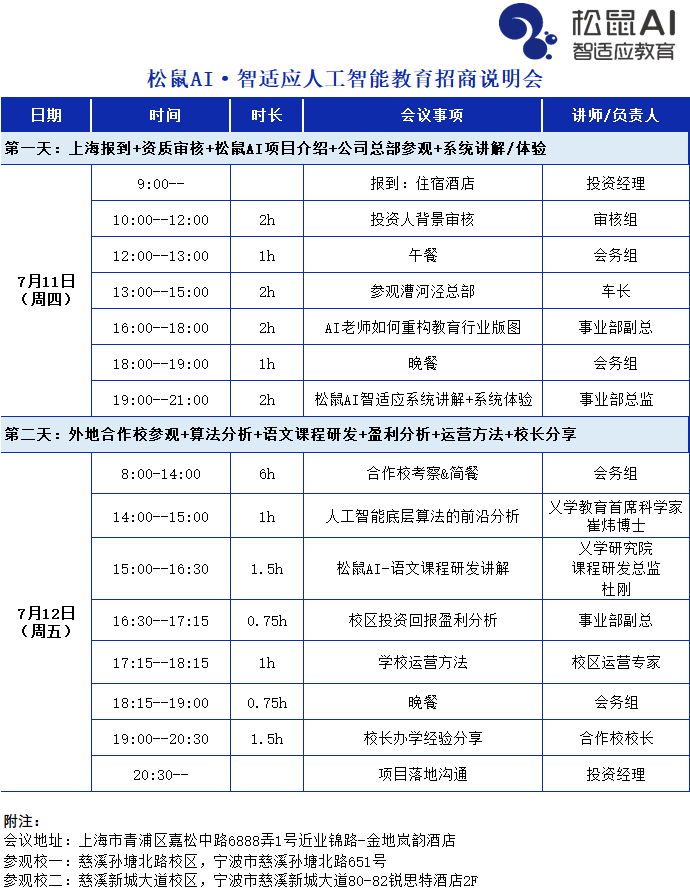 松鼠AI
智适应教育
松鼠AI·智适应人工智能教育招商说明会
日期 时间 时长 会议事项 讲师/负责人
第一天：上海报到+资质审核+松鼠AI项目介绍+公司总部参观+系统讲解/体验
7月11日
（周四）
9:00-- 报到：住宿酒店 投资经理
10:00--12:00 2h 投资人背景审核 审核组
12:00--13:00 1h 午餐 会务组
13:00--15:00 2h 参观漕河泾总部 车长
16:00--18:00 2h AI老师如何重构教育行业版图 事业部副总
18:00--19:00 1h 晚餐 会务组
19:00--21:00 2h 松鼠AI智适应系统讲解+系统体验 事业部总监
第二天：外地合作校参观+算法分析+语文课程研发+盈利分析+运营方法+校长分享
7月12日
（周五）
8:00-14:00 6h 合作校考察&简餐 会务组
14:00--15:00 1h 人工智能底层算法的前沿分析 乂学教育首席科学家
崔炜博士
15:00--16:30 1.5h 松鼠AI-语文课程研发讲解 乂学研究院
课程研发总监
杜刚
16:30--17:15 0.75h 校区投资回报盈利分析 事业部副总
17:15--18:15 1h 学校运营方法 校区运营专家
18:15--19:00 0.75h 晚餐 会务组
19:00--20:30 1.5h 校长办学经验分享 合作校校长
20:30-- 项目落地沟通 投资经理
附注：
会议地址：上海市青浦区嘉松中路6888弄1号近业锦路-金地岚韵酒店
参观校一：慈溪孙塘北路校区，宁波市慈溪孙塘北路651号
参观校二：慈溪新城大道校区，宁波市慈溪新城大道80-82锐思特酒店2F